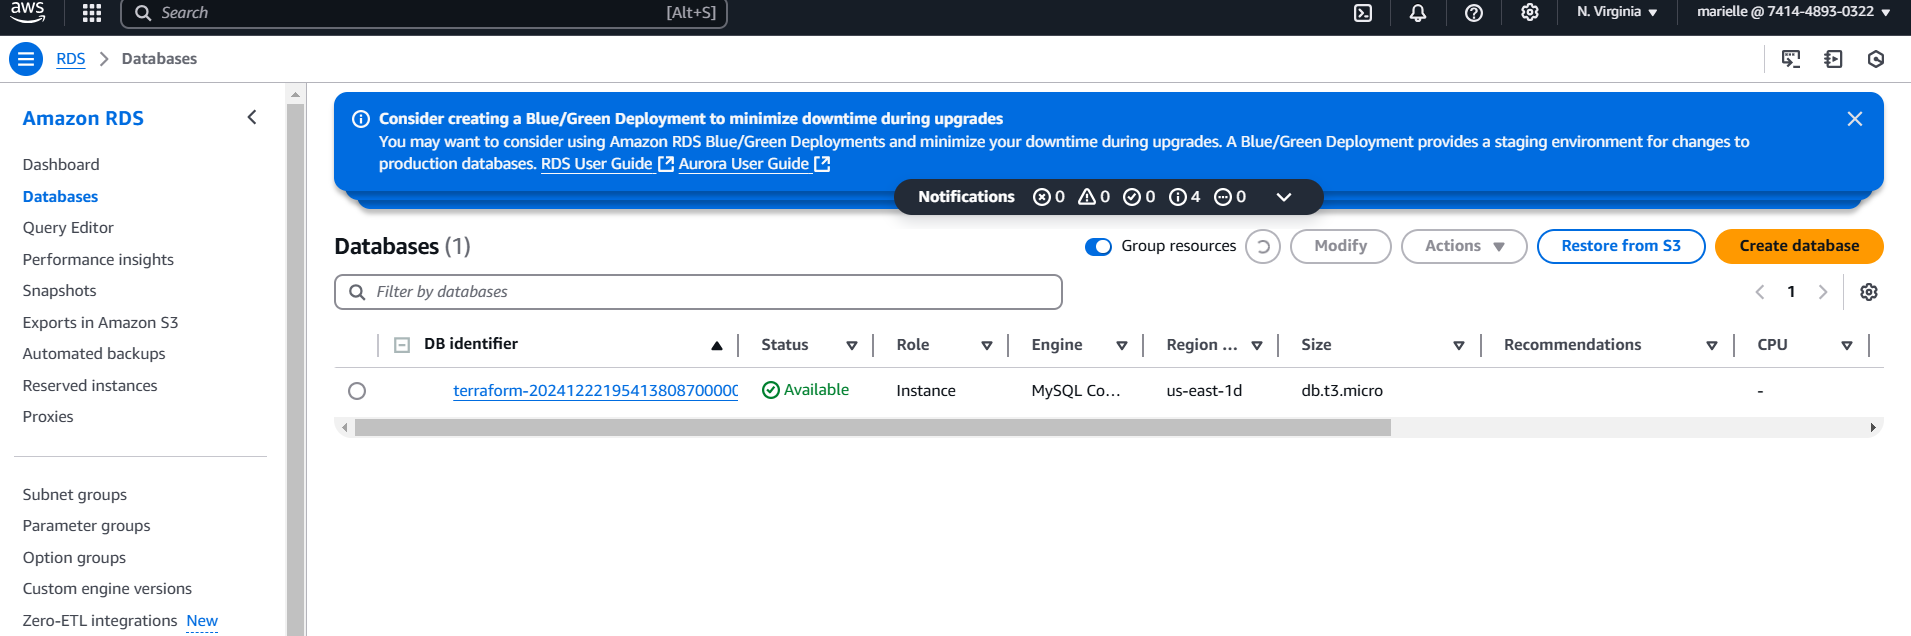 aws
Search [Alt+S]
N. Virginia
marielle @ 7414-4893-0322
RDS > Databases
Amazon RDS
Dashboard
Databases
Query Editor
Performance insights
Snapshots
Exports in Amazon S3
Automated backups
Reserved instances
Proxies
Subnet groups
Parameter groups
Option groups
Custom engine versions
Zero-ETL integrations New
Consider creating a Blue/Green Deployment to minimize downtime during upgrades
You may want to consider using Amazon RDS Blue/Green Deployments and minimize your downtime during upgrades. A Blue/Green Deployment provides a staging environment for changes to
production databases. RDS User Guide Aurora User Guide
Notifications 0 0 0 4 0
Databases (1)
Group resources
Modify
Actions
Restore from S3
Create database
Filter by databases
1
DB identifier Status Role Engine Region ... Size Recommendations CPU
terraform-20241222195413808700000 Available Instance MySQL Co... us-east-1d db.t3.micro -